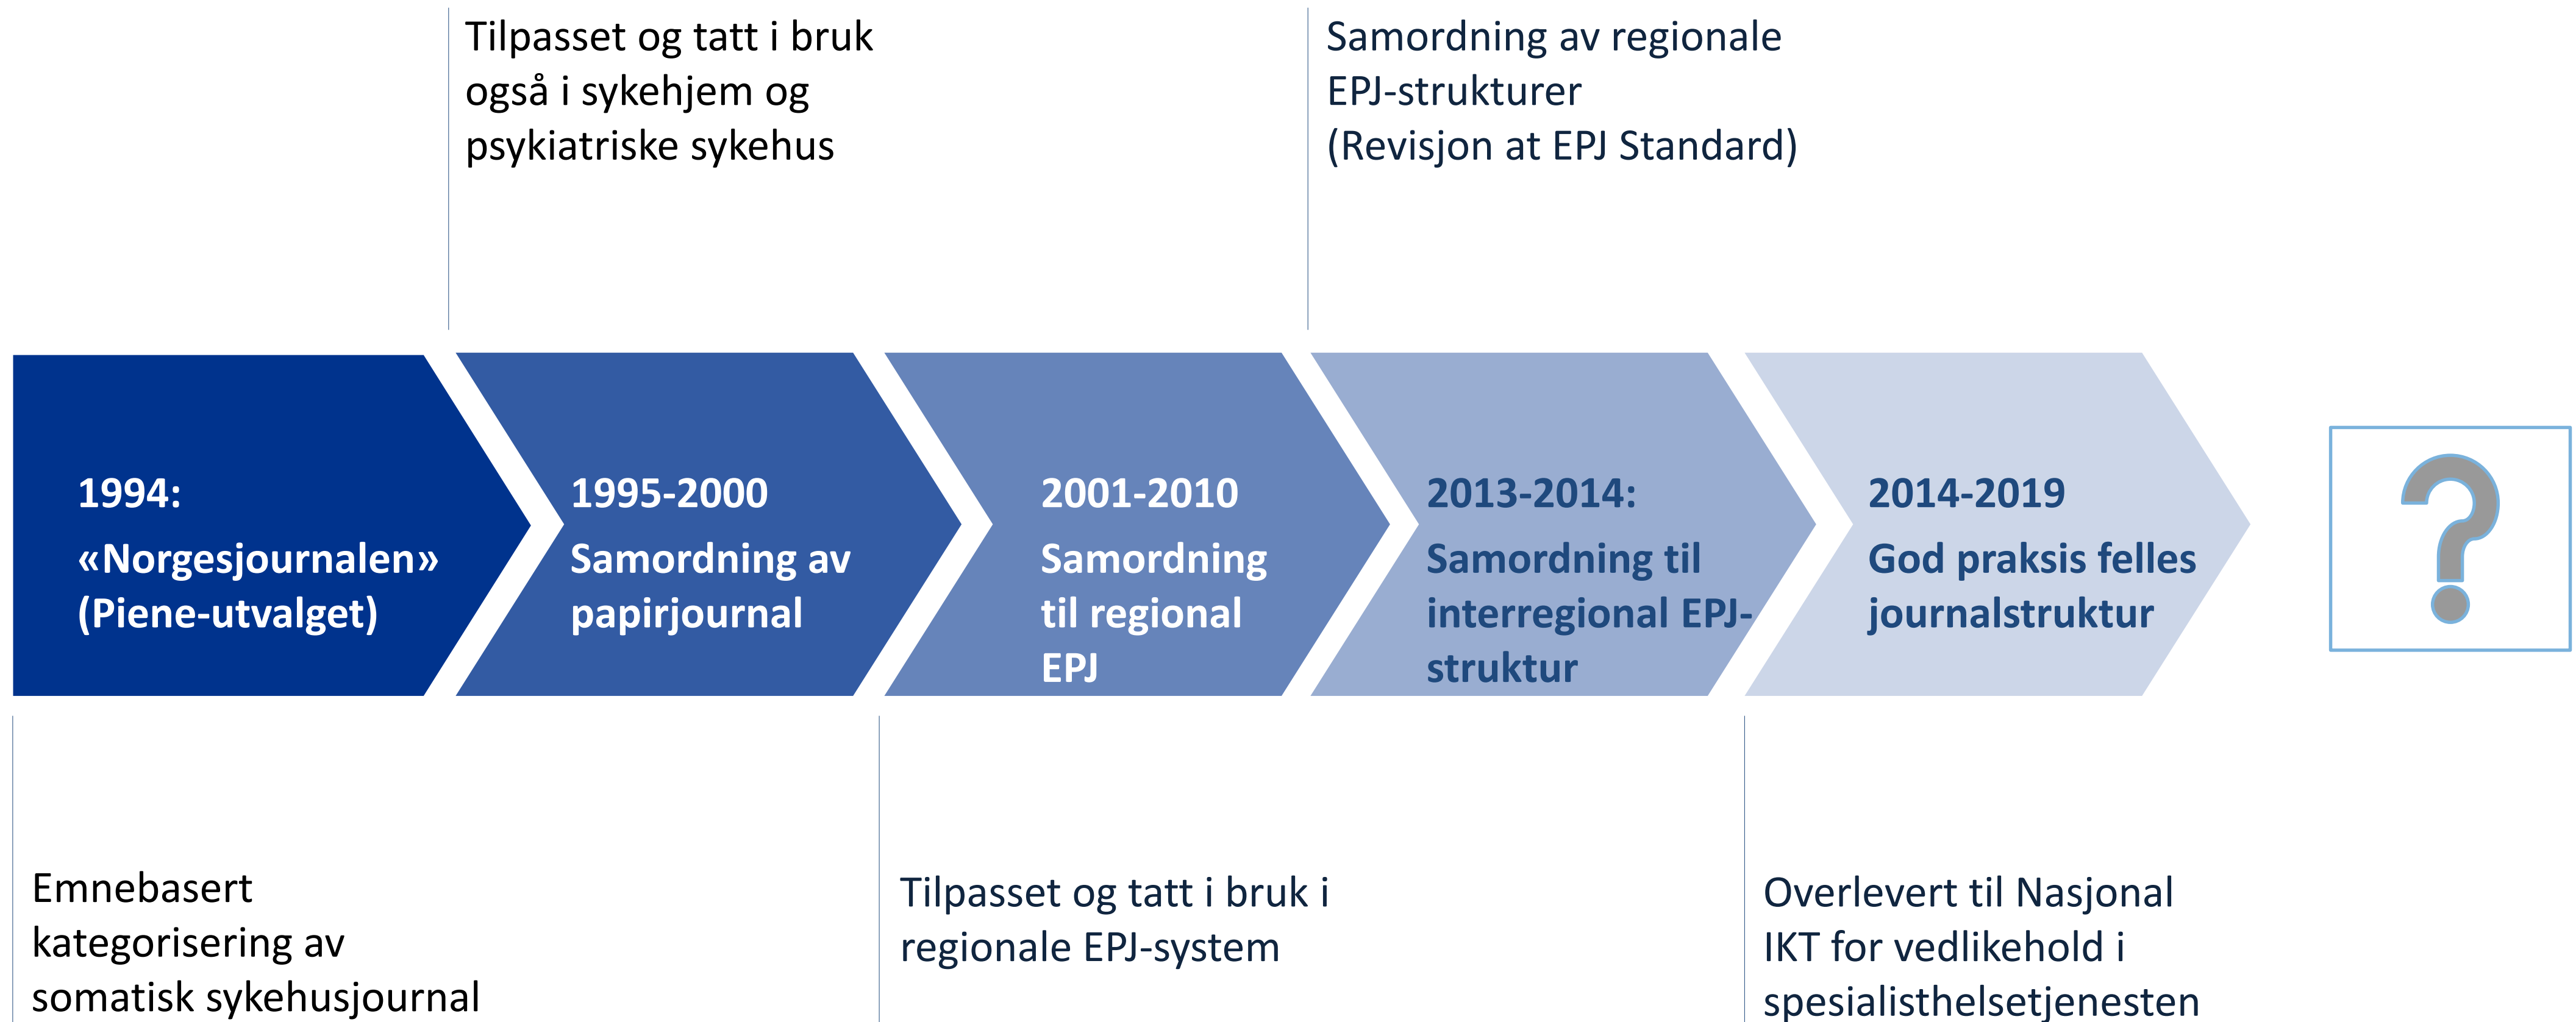 Tilpasset og tatt i bruk
også i sykehjem og
psykiatriske sykehus
Samordning av regionale
EPJ-strukturer
(Revisjon at EPJ Standard)
1994:
«Norgesjournalen»
(Piene-utvalget)
1995-2000
Samordning av
papirjournal
2001-2010
Samordning
til regional
EPJ
2013-2014:
Samordning til
interregional EPJ-
struktur
2014-2019
God praksis felles
journalstruktur
?
Emnebasert
kategorisering av
somatisk sykehusjournal
Tilpasset og tatt i bruk i
regionale EPJ-system
Overlevert til Nasjonal
IKT for vedlikehold i
spesialisthelsetjenesten